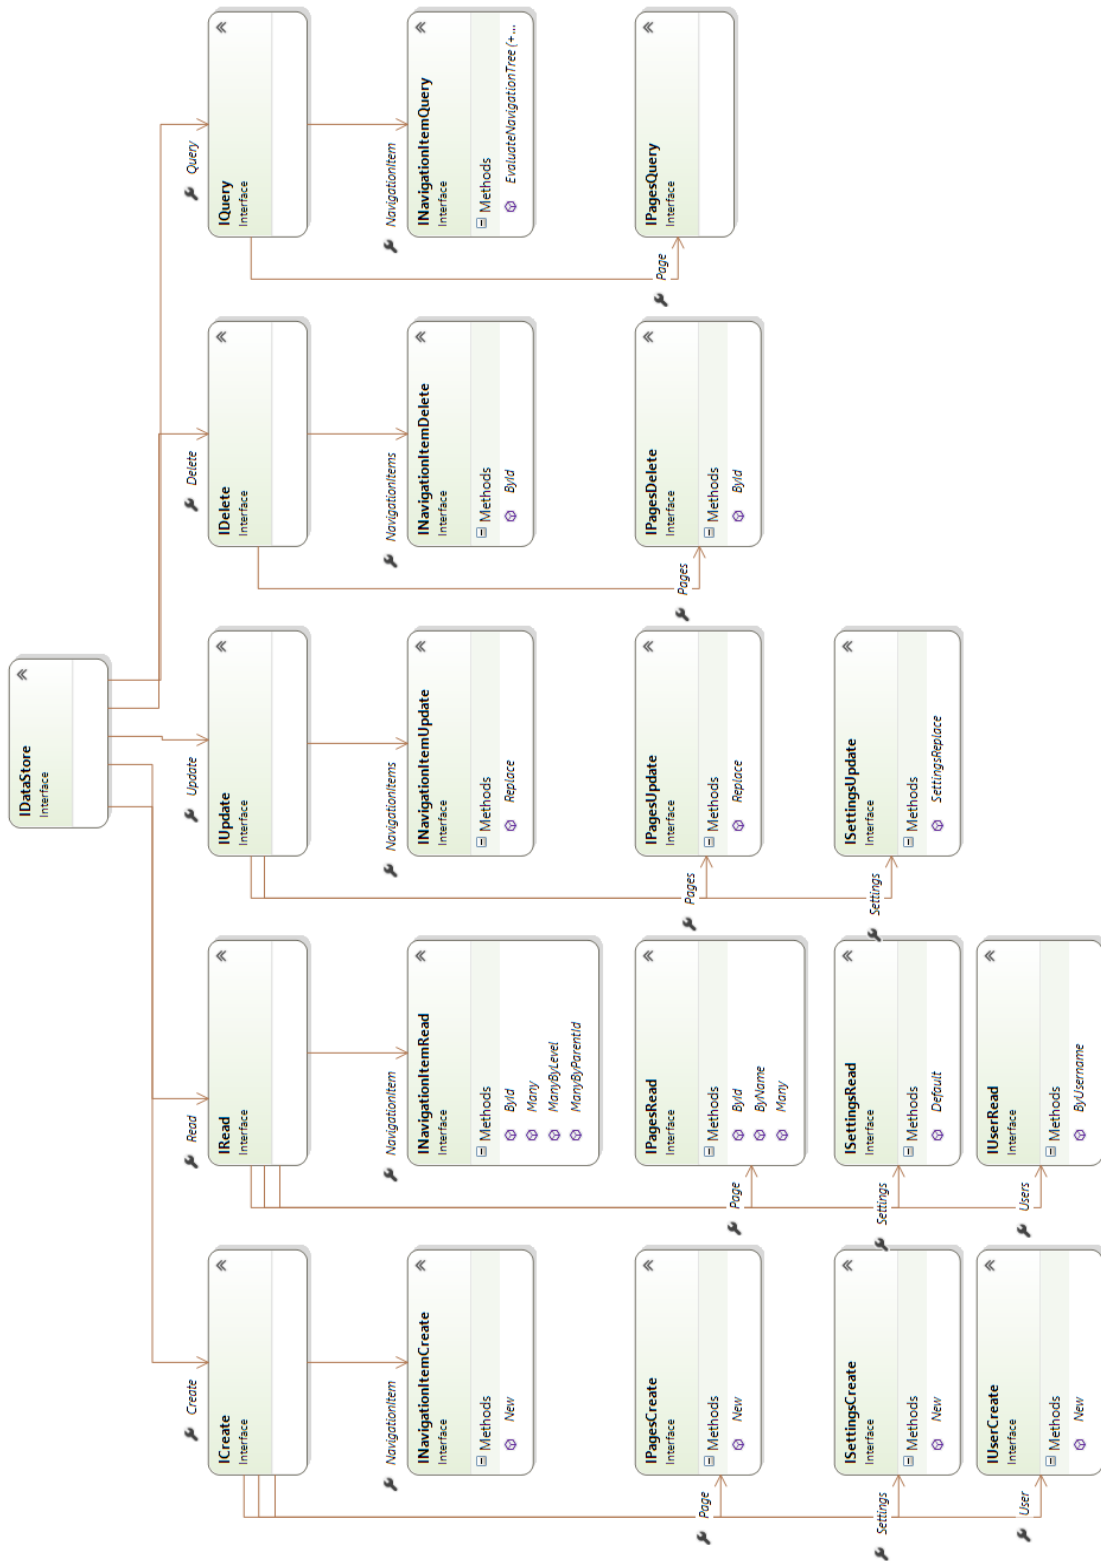 IDataStore
Interface
Create
Read
Update
Delete
Query
ICreate
Interface
IRead
Interface
IUpdate
Interface
IDelete
Interface
IQuery
Interface
NavigationItem
NavigationItem
NavigationItems
NavigationItems
NavigationItem
INavigationItemCreate
Interface
Methods
New
INavigationItemRead
Interface
Methods
ById
Many
ManyByLevel
ManyByParentId
INavigationItemUpdate
Interface
Methods
Replace
INavigationItemDelete
Interface
Methods
ById
INavigationItemQuery
Interface
Methods
EvaluateNavigationTree (+...
Page
IPagesCreate
Interface
Methods
New
Page
IPagesRead
Interface
Methods
ById
ByName
Many
Pages
IPagesUpdate
Interface
Methods
Replace
Pages
IPagesDelete
Interface
Methods
ById
Page
IPagesQuery
Interface
Settings
ISettingsCreate
Interface
Methods
New
Settings
ISettingsRead
Interface
Methods
Default
Settings
ISettingsUpdate
Interface
Methods
SettingsReplace
User
IUserCreate
Interface
Methods
New
Users
IUserRead
Interface
Methods
ByUsername